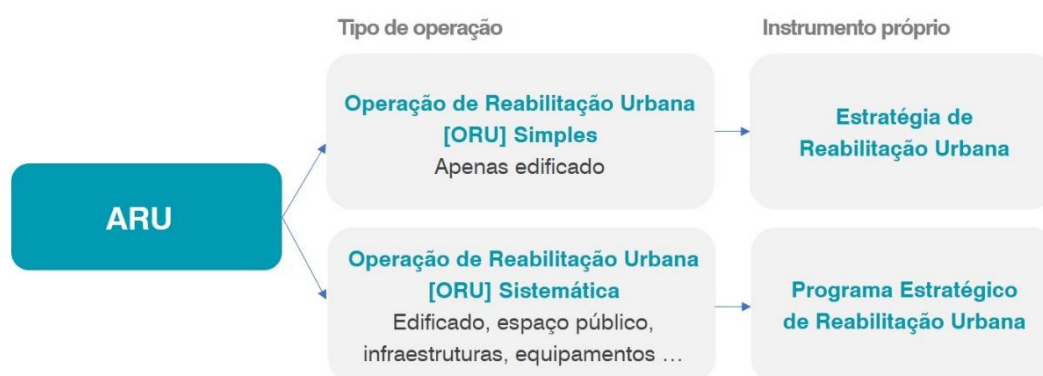 Tipo de operação
Instrumento próprio
ARU
Operação de Reabilitação Urbana
[ORU] Simples
Apenas edificado
Estratégia de
Reabilitação Urbana
Operação de Reabilitação Urbana
[ORU] Sistemática
Edificado, espaço público,
infraestruturas, equipamentos ...
Programa Estratégico
de Reabilitação Urbana